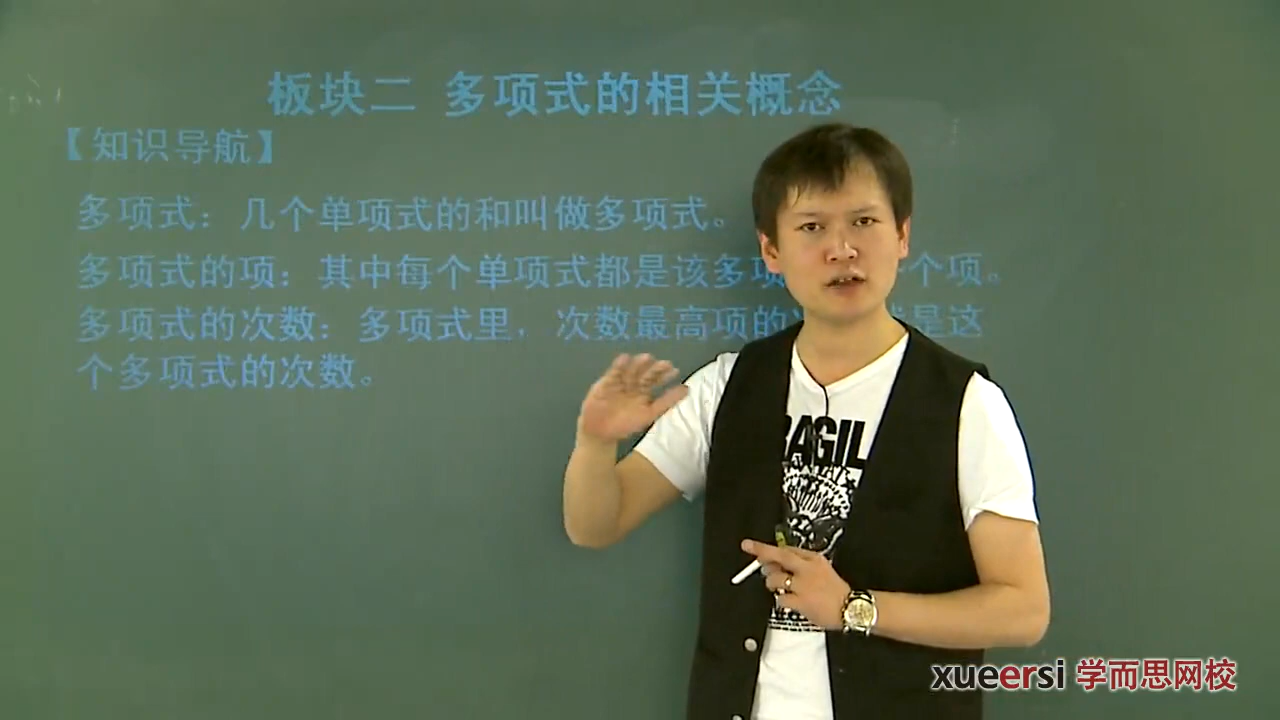 板块二 多项式的相关概念
【知识导航】
多项式：几个单项式的和叫做多项式。
多项式的项：其中每个单项式都是该多项 个项。
多项式的次数：多项式里，次数最高项的 是这
个多项式的次数。
RAGIL
xueersi 学而思网校